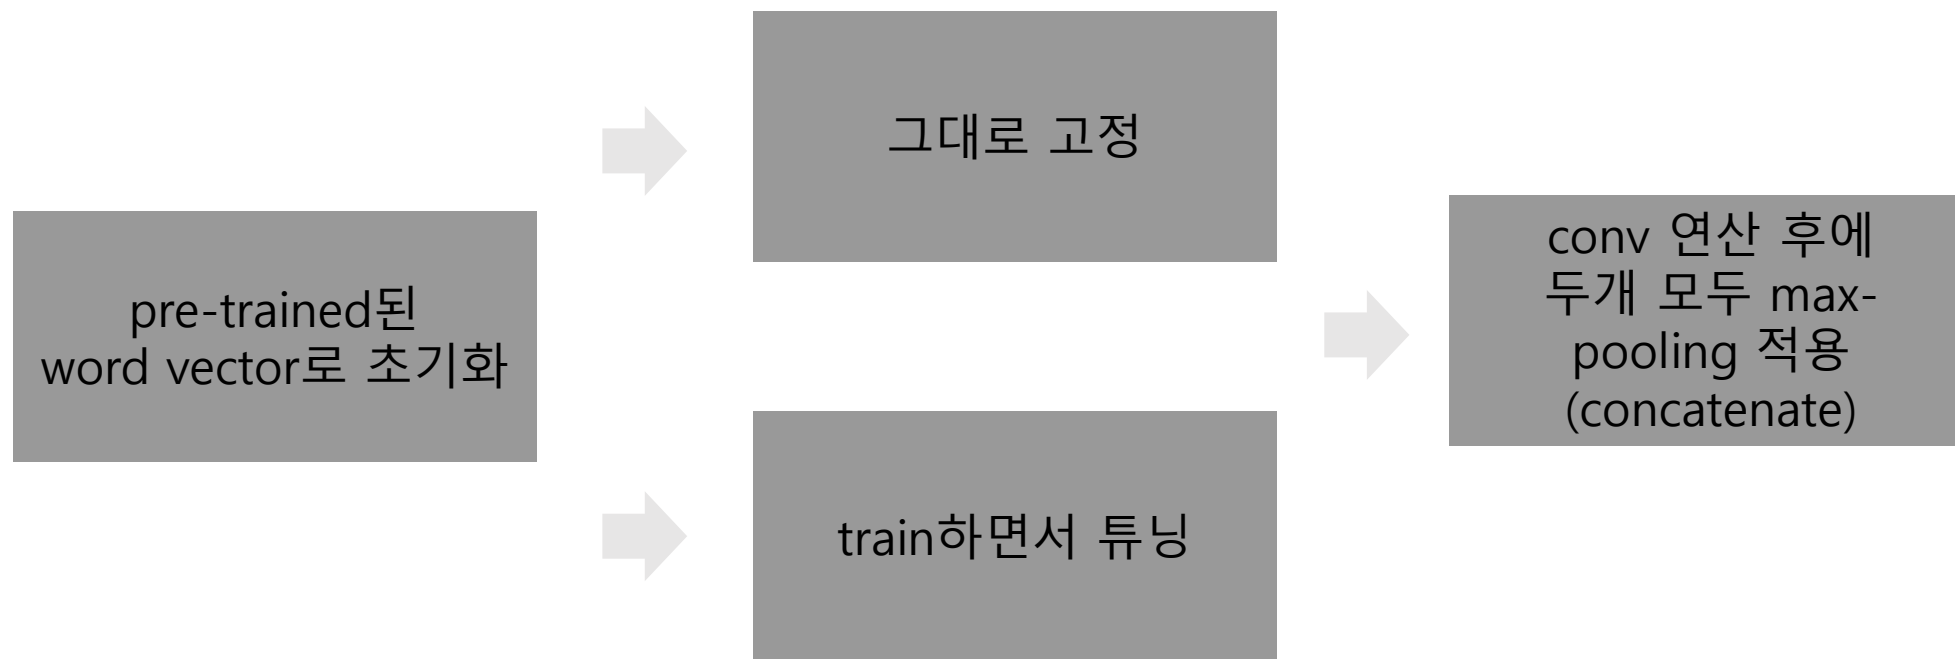 pre-trained된
word vector로 초기화
그대로 고정
train하면서 튜닝
conv 연산 후에
두개 모두 max-
pooling 적용
(concatenate)